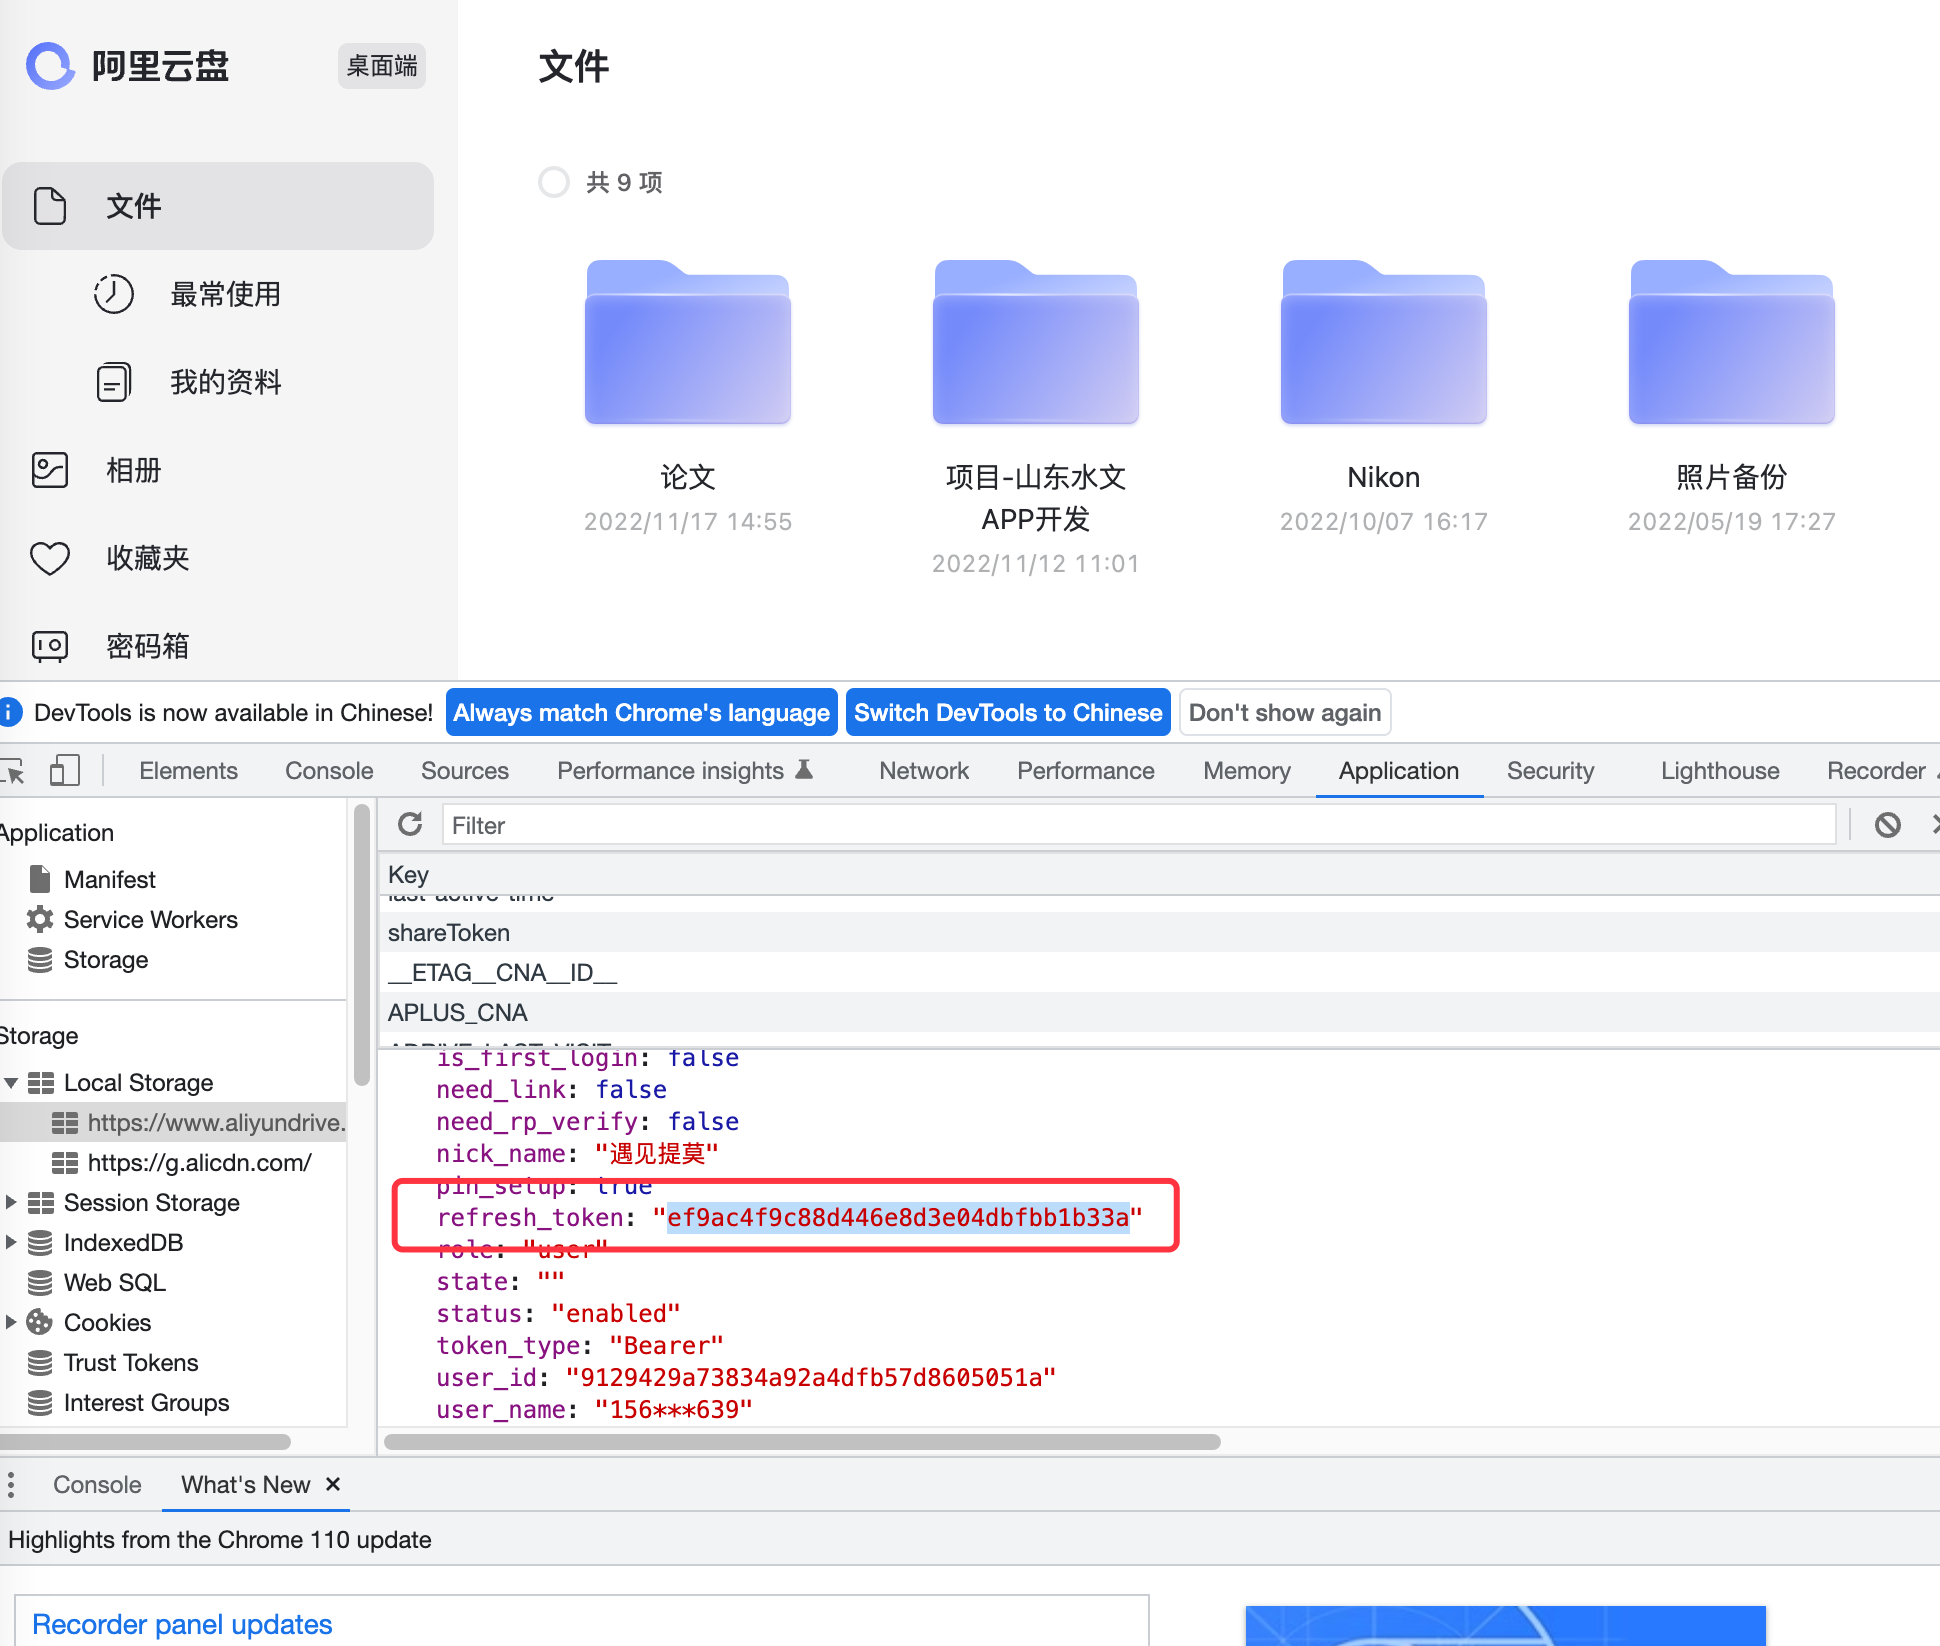 阿里云盘
桌面端
文件
最常使用
我的资料
相册
收藏夹
密码箱
文件
共 9 项
论文
2022/11/17 14:55
项目-山东水文
APP开发
2022/11/12 11:01
Nikon
2022/10/07 16:17
照片备份
2022/05/19 17:27
DevTools is now available in Chinese! Always match Chrome's language Switch DevTools to Chinese Don't show again
Elements Console Sources Performance insights Network Performance Memory Application Security Lighthouse Recorder
Application
Manifest
Service Workers
Storage
Storage
Local Storage
https://www.aliyundrive.
https://g.alicdn.com/
Session Storage
IndexedDB
Web SQL
Cookies
Trust Tokens
Interest Groups
Filter
Key
last-active-time
shareToken
__ETAG__CNA__ID__
APLUS_CNA
ADRIVE_LAST_VISIT
is_first_login: false
need_link: false
need_rp_verify: false
nick_name: "遇见提莫"
pin_setup: true
refresh_token: "ef9ac4f9c88d446e8d3e04dbfbb1b33a"
role: "user"
state: ""
status: "enabled"
token_type: "Bearer"
user_id: "9129429a73834a92a4dfb57d8605051a"
user_name: "156***639"
Console What's New ×
Highlights from the Chrome 110 update
Recorder panel updates